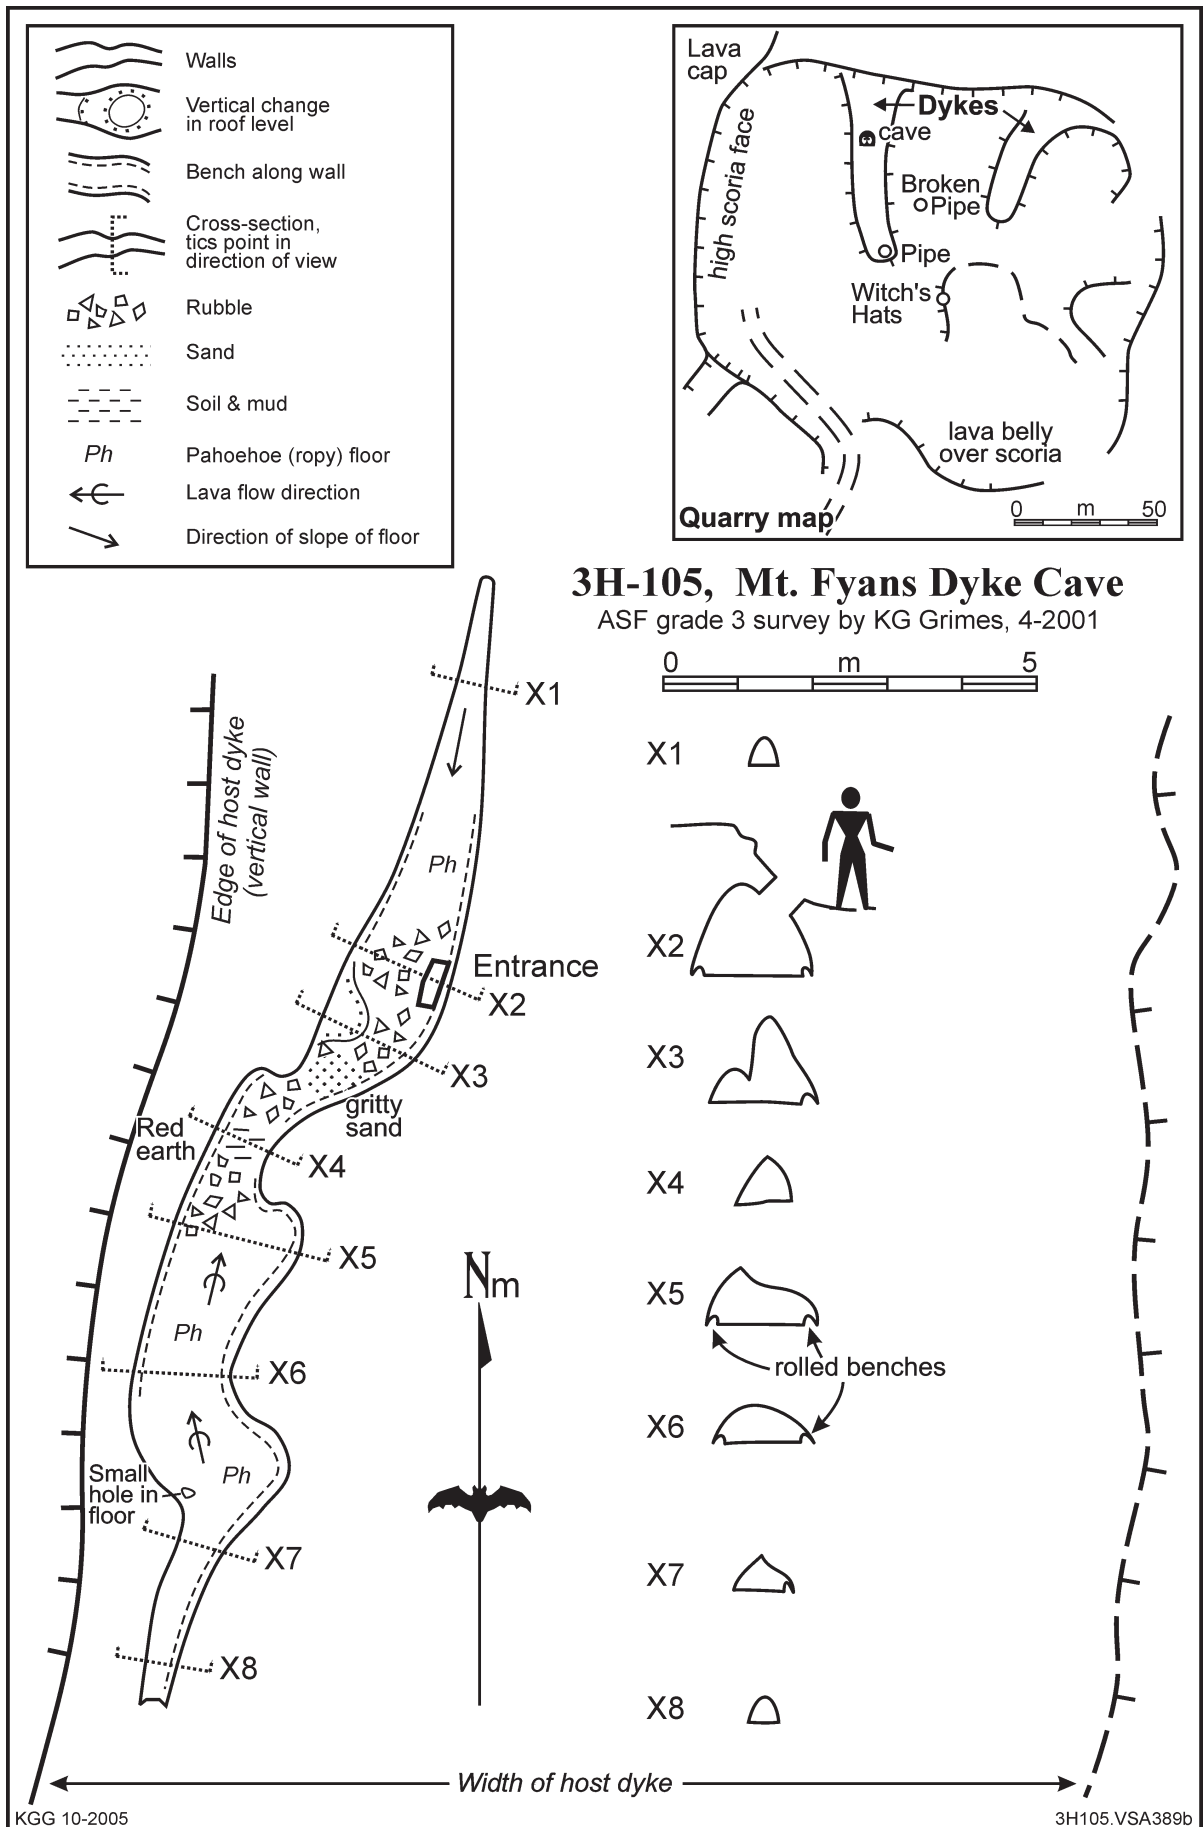 Walls
Vertical change
in roof level
Bench along wall
Cross-section,
tics point in
direction of view
Rubble
Sand
Soil & mud
Ph
Pahoehoe (ropy) floor
Lava flow direction
Direction of slope of floor
Lava
cap
high scoria face
Dykes
cave
Broken
Pipe
Pipe
Witch's
Hats
lava belly
over scoria
0 m 50
Quarry map
3H-105, Mt. Fyans Dyke Cave
ASF grade 3 survey by KG Grimes, 4-2001
0 m 5
Edge of host dyke
(vertical wall)
X1
Ph
Entrance
X2
X3
gritty
sand
Red
earth
X4
X5
Ph
X6
Ph
Small
hole in
floor
X7
X8
Nm
X1
X2
X3
X4
X5
rolled benches
X6
X7
X8
Width of host dyke
KGG 10-2005
3H105.VSA389b